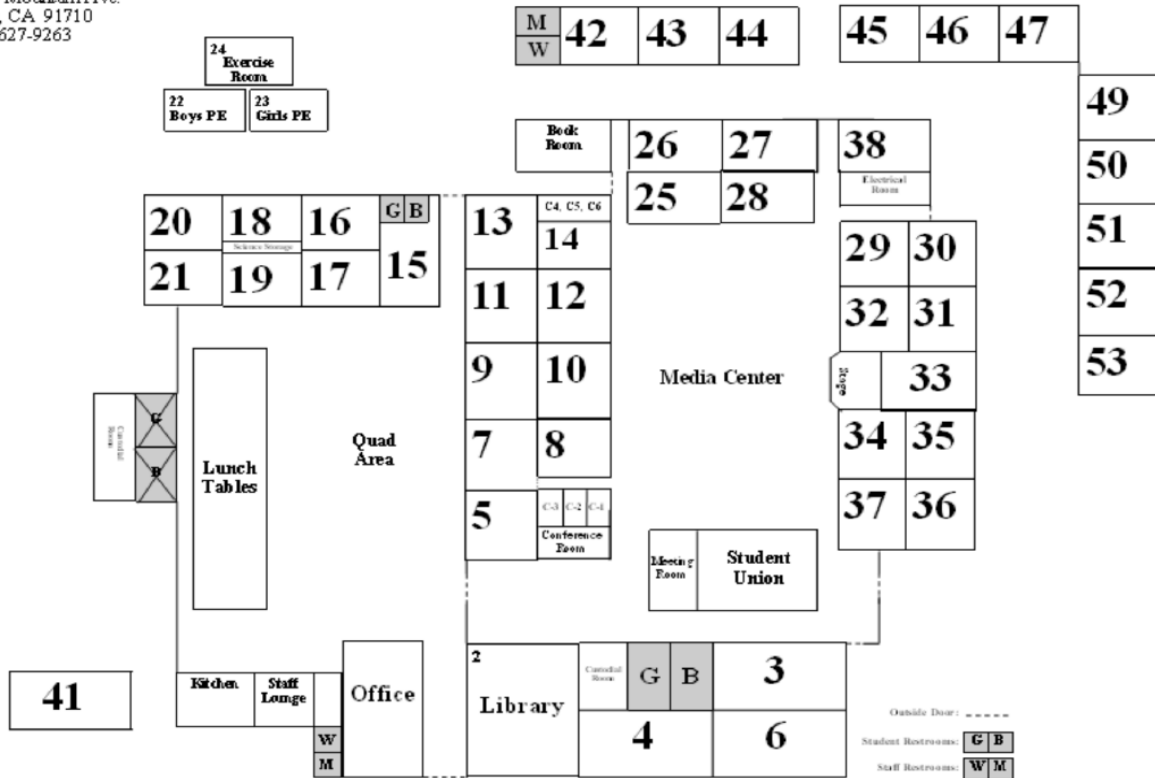 , CA 91710
627-9263
24
Exercise
Room
22
Boys PE
23
Girls PE
M
W
42
43
44
45
46
47
49
50
51
52
53
Book
Room
26
27
38
25
28
Electrical
Room
20
18
16
G
B
Science Storage
21
19
17
15
13
C4, C5, C6
14
11
12
9
10
7
8
5
C-3
C-2
C-1
Conference
Room
29
30
32
31
Stage
33
34
35
37
36
Media Center
Quad
Area
Lunch
Tables
Custodial
Room
G
B
Meeting
Room
Student
Union
41
Kitchen
Staff
Lounge
Office
W
M
2
Library
Custodial
Room
G
B
3
4
6
Outside Door:
Student Restrooms:
G
B
Staff Restrooms:
W
M